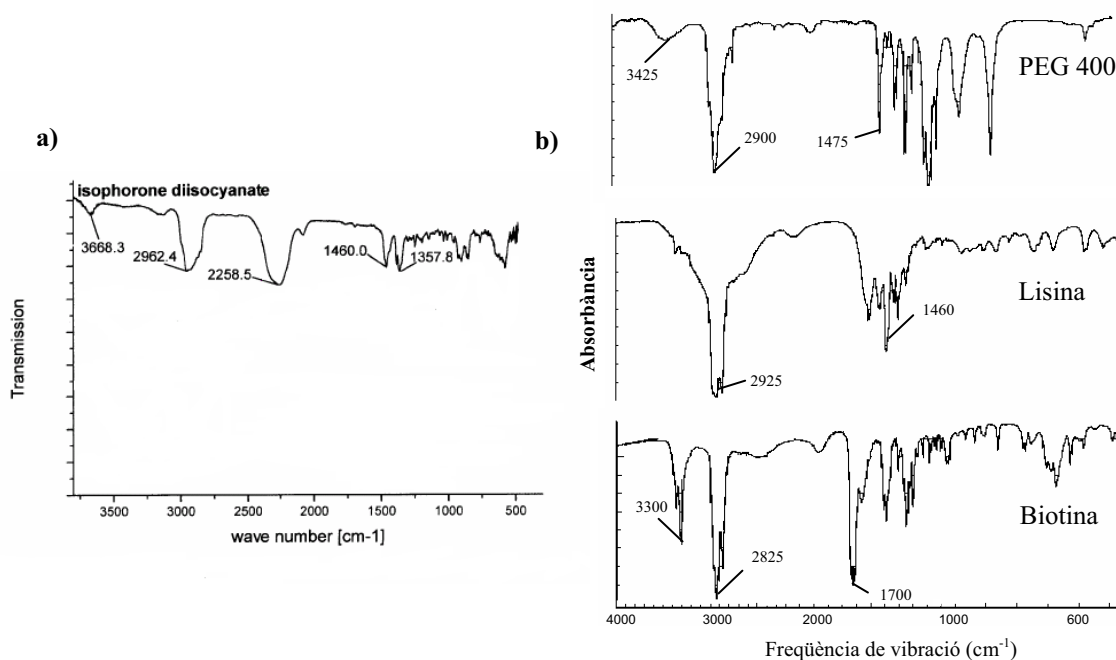 a)
isophorone diisocyanate
3668.3
2962.4
2258.5
1460.0
1357.8
Transmission
3500 3000 2500 2000 1500 1000 500
wave number [cm-1]
b)
PEG 400
3425
2900
1475
Lisina
2925
1460
Absorbància
Biotina
3300
2825
1700
4000 3000 2000 1000 600
Freqüència de vibració (cm-1)